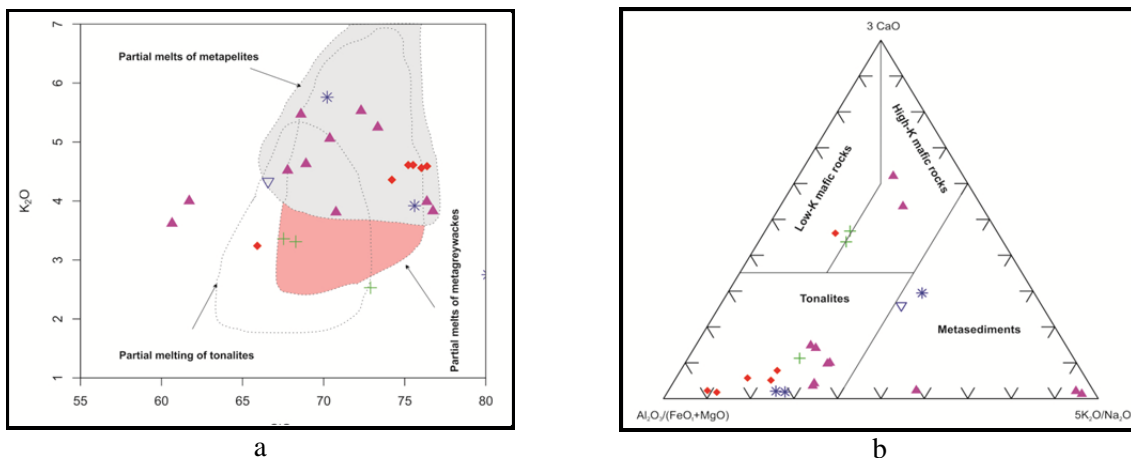 7
6
5
4
3
2
1
K₂O
Partial melts of metapelites
Partial melting of tonalites
Partial melts of metagreywackes
55 60 65 70 75 80
a
3 CaO
Low-K mafic rocks
High-K mafic rocks
Tonalites
Metasediments
Al₂O₃/(FeOₜ+MgO)
5K₂O/Na₂O
b